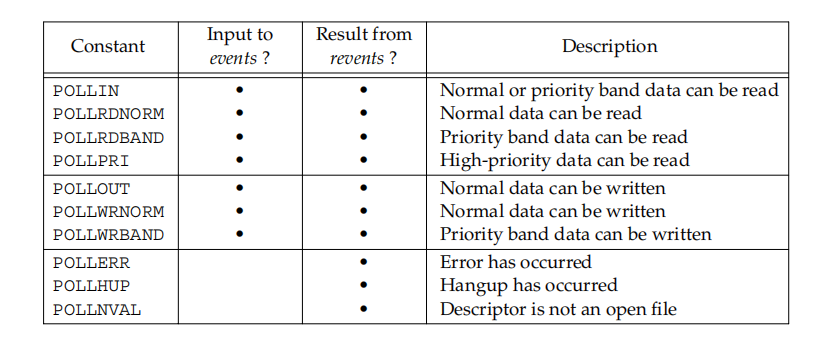 Constant Input to events ? Result from revents ? Description
POLLIN • • Normal or priority band data can be read
POLLRDNORM • • Normal data can be read
POLLRDBAND • • Priority band data can be read
POLLPRI • • High-priority data can be read
POLLOUT • • Normal data can be written
POLLWRNORM • • Normal data can be written
POLLWRBAND • • Priority band data can be written
POLLERR • Error has occurred
POLLHUP • Hangup has occurred
POLLNVAL • Descriptor is not an open file